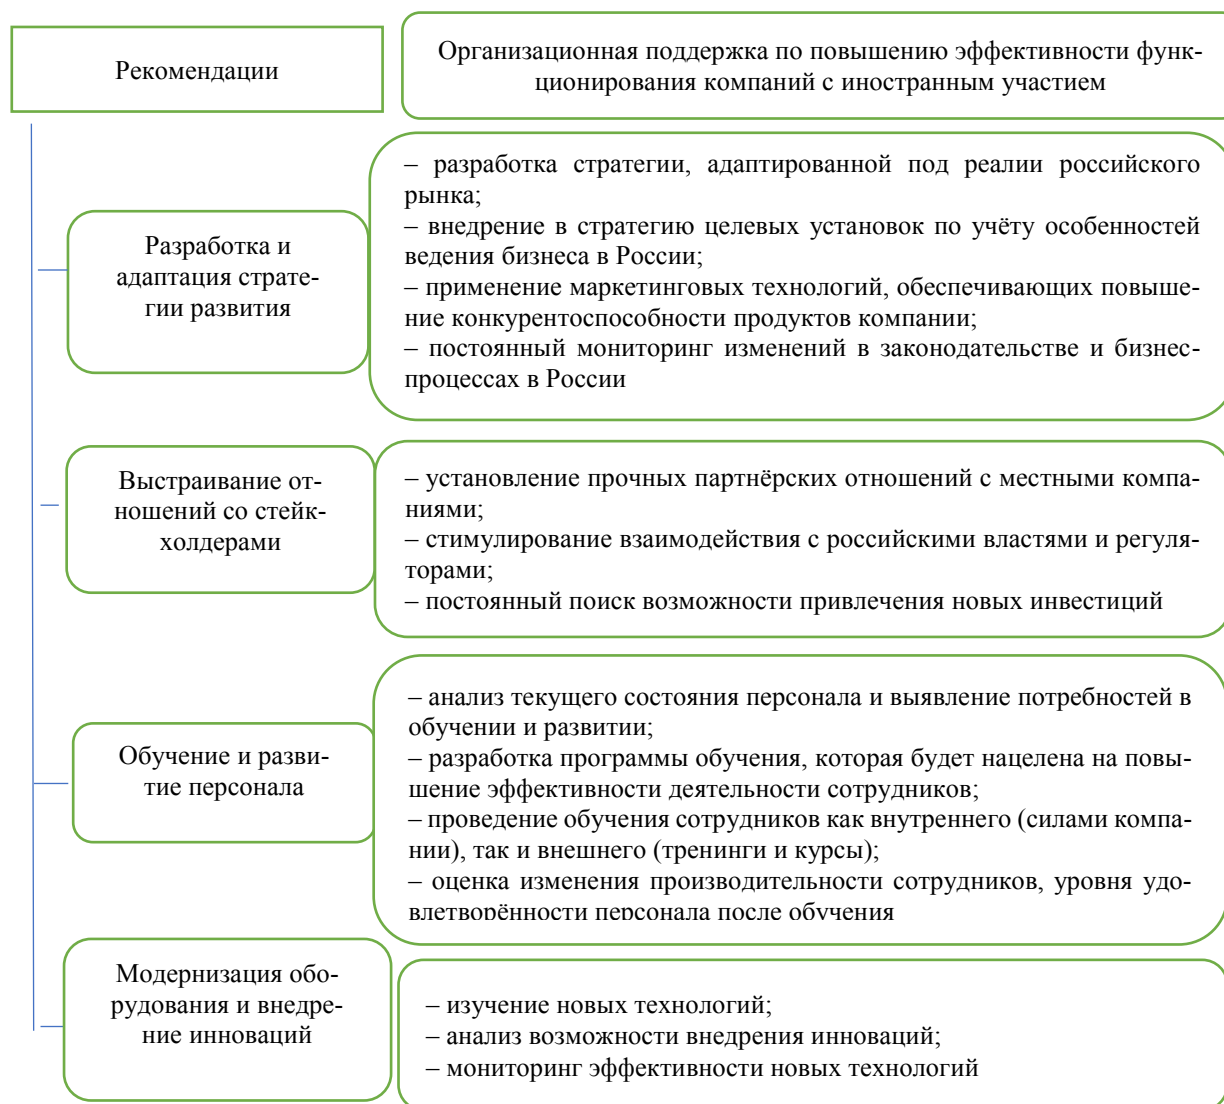 Рекомендации
Организационная поддержка по повышению эффективности функ-
ционирования компаний с иностранным участием
Разработка и
адаптация страте-
гии развития
– разработка стратегии, адаптированной под реалии российского
рынка;
– внедрение в стратегию целевых установок по учёту особенностей
ведения бизнеса в России;
– применение маркетинговых технологий, обеспечивающих повыше-
ние конкурентоспособности продуктов компании;
– постоянный мониторинг изменений в законодательстве и бизнес-
процессах в России
Выстраивание от-
ношений со стейк-
холдерами
– установление прочных партнёрских отношений с местными компа-
ниями;
– стимулирование взаимодействия с российскими властями и регуля-
торами;
– постоянный поиск возможности привлечения новых инвестиций
Обучение и разви-
тие персонала
– анализ текущего состояния персонала и выявление потребностей в
обучении и развитии;
– разработка программы обучения, которая будет нацелена на повы-
шение эффективности деятельности сотрудников;
– проведение обучения сотрудников как внутреннего (силами компа-
нии), так и внешнего (тренинги и курсы);
– оценка изменения производительности сотрудников, уровня удо-
влетворённости персонала после обучения
Модернизация обо-
рудования и внедре-
ние инноваций
– изучение новых технологий;
– анализ возможности внедрения инноваций;
– мониторинг эффективности новых технологий